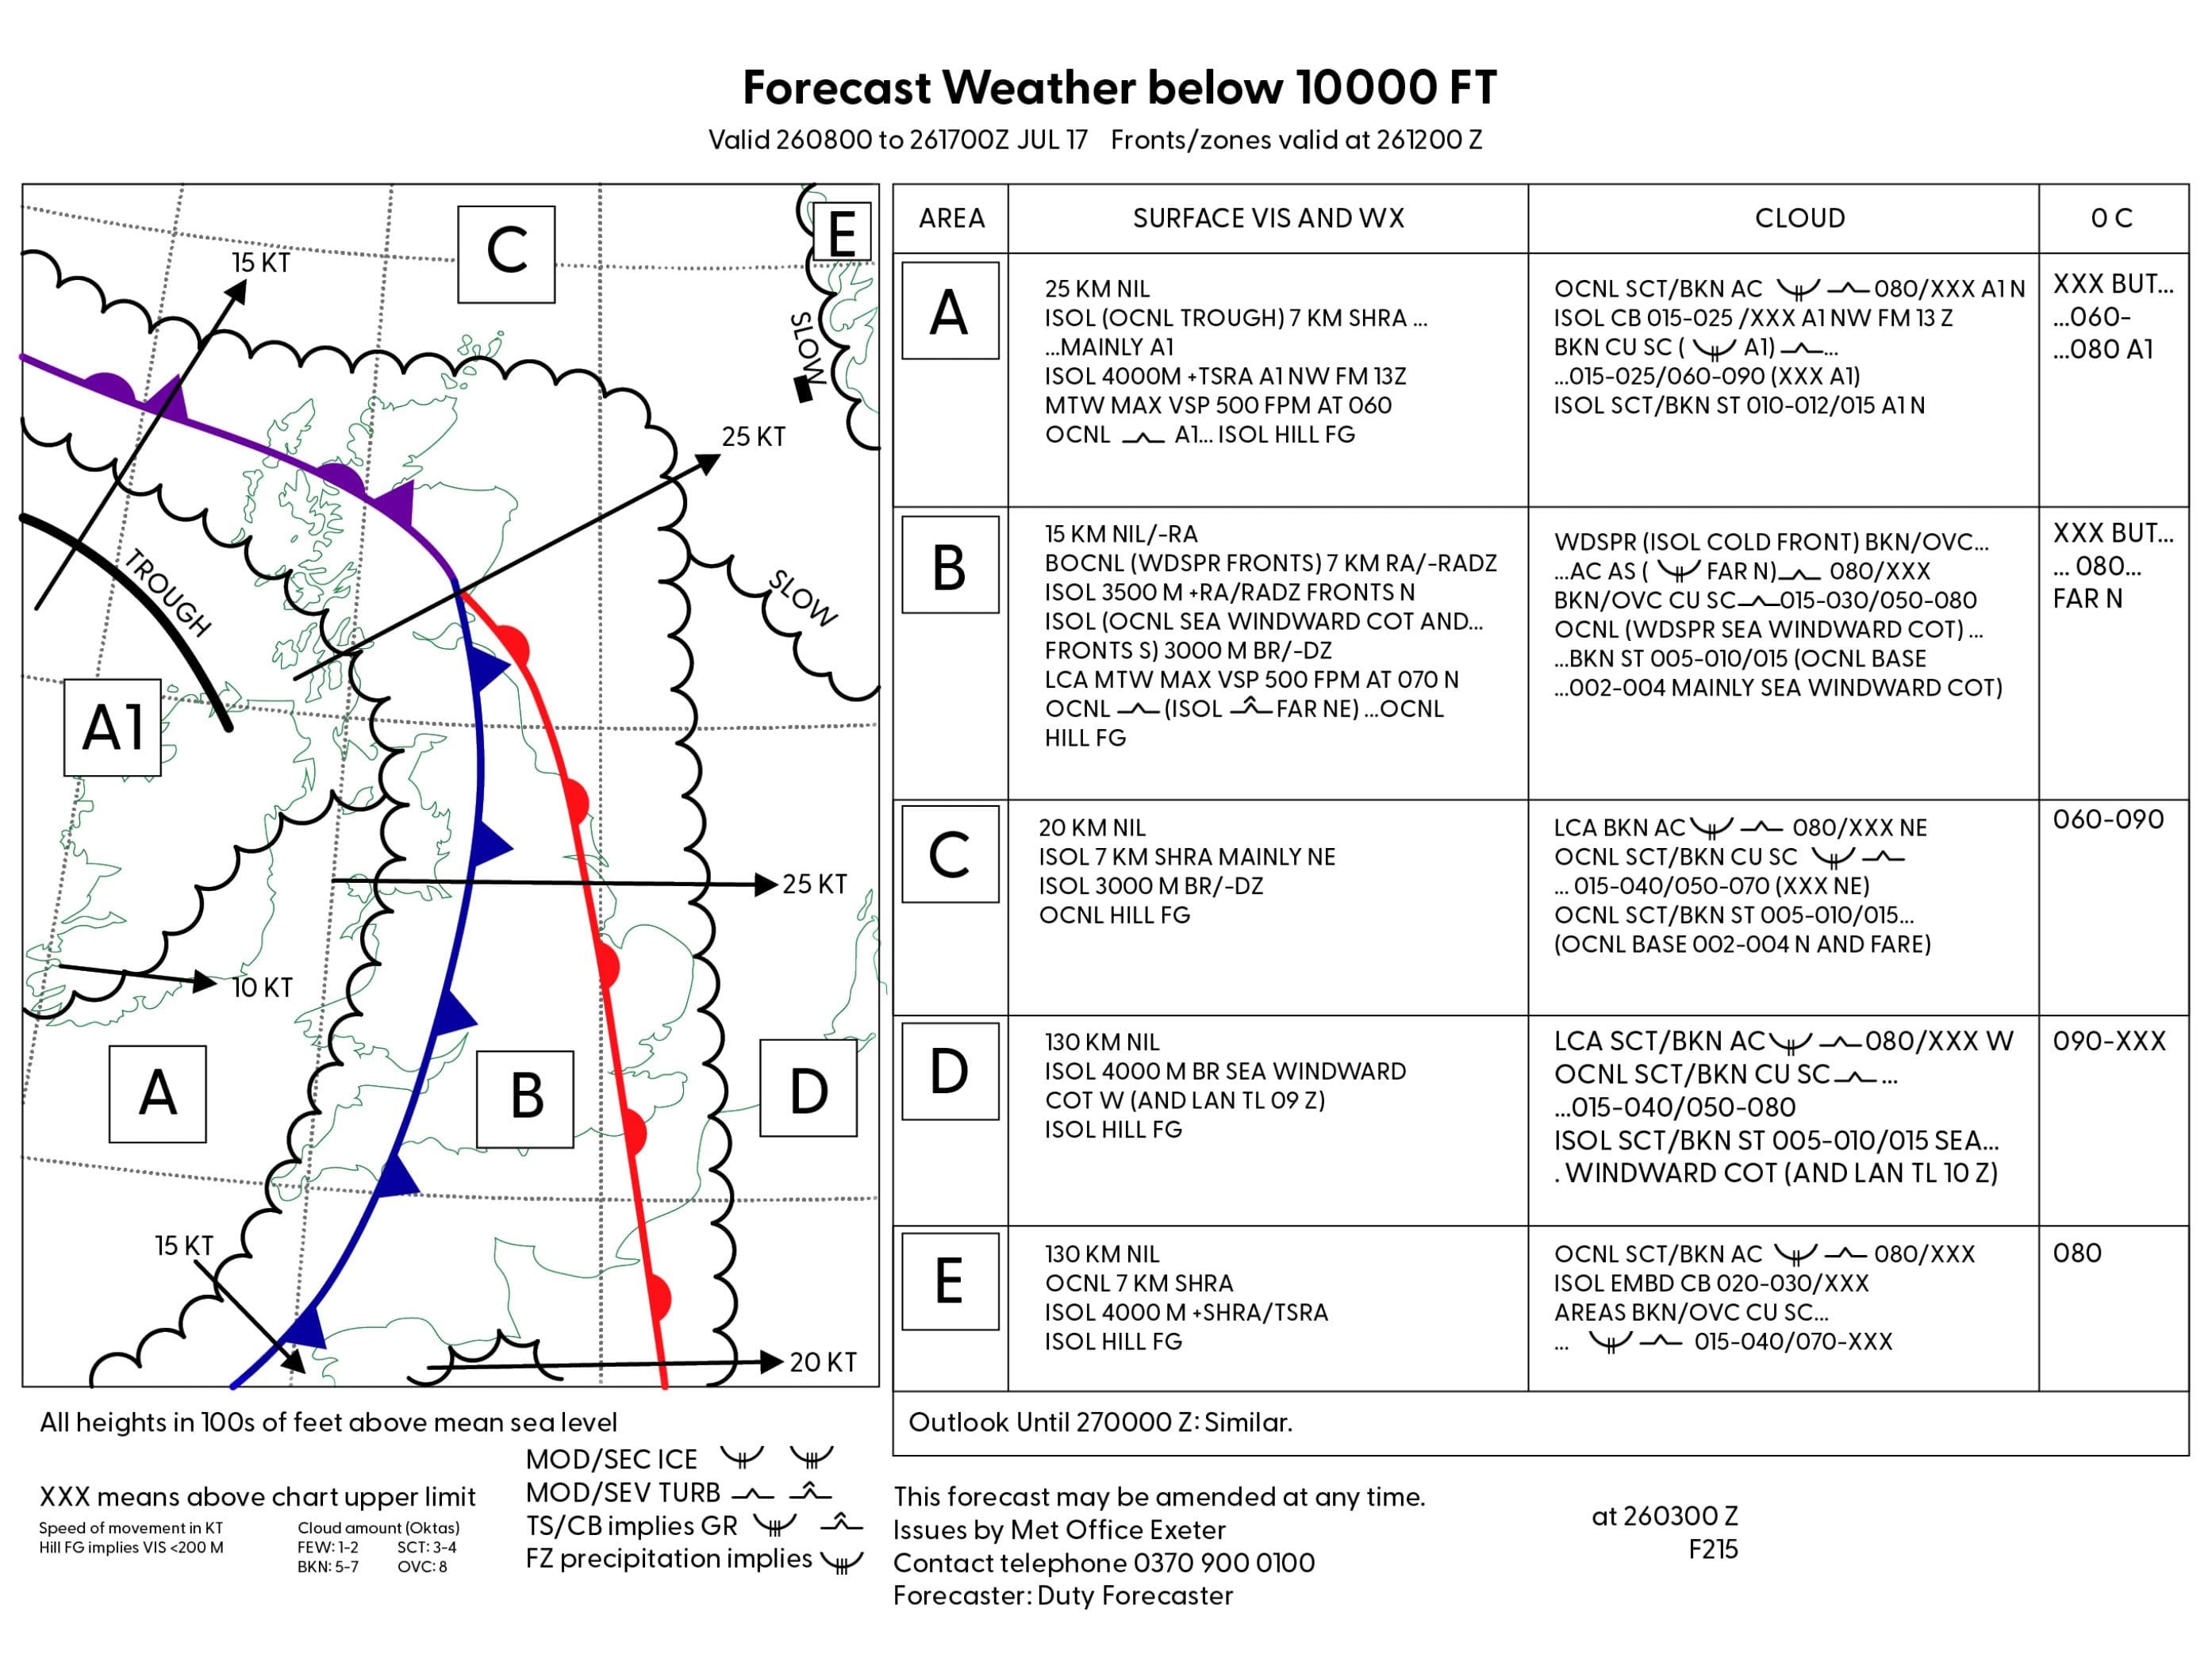 Forecast Weather below 10000 FT
Valid 260800 to 261700Z JUL 17 Fronts/zones valid at 261200 Z
C
E
15 KT
SLOW
25 KT
TROUGH
SLOW
A1
25 KT
10 KT
A
B
D
15 KT
20 KT
AREA SURFACE VIS AND WX CLOUD 0 C
A
25 KM NIL
ISOL (OCNL TROUGH) 7 KM SHRA ...
...MAINLY A1
ISOL 4000M +TSRA A1 NW FM 13Z
MTW MAX VSP 500 FPM AT 060
OCNL A1... ISOL HILL FG
OCNL SCT/BKN AC 080/XXX A1 N
ISOL CB 015-025 /XXX A1 NW FM 13 Z
BKN CU SC ( A1) ...
...015-025/060-090 (XXX A1)
ISOL SCT/BKN ST 010-012/015 A1 N
XXX BUT...
...060-
...080 A1
B
15 KM NIL/-RA
BOCNL (WDSPR FRONTS) 7 KM RA/-RADZ
ISOL 3500 M +RA/RADZ FRONTS N
ISOL (OCNL SEA WINDWARD COT AND...
FRONTS S) 3000 M BR/-DZ
LCA MTW MAX VSP 500 FPM AT 070 N
OCNL (ISOL FAR NE) ...OCNL
HILL FG
WDSPR (ISOL COLD FRONT) BKN/OVC...
...AC AS ( FAR N) 080/XXX
BKN/OVC CU SC 015-030/050-080
OCNL (WDSPR SEA WINDWARD COT) ...
...BKN ST 005-010/015 (OCNL BASE
...002-004 MAINLY SEA WINDWARD COT)
XXX BUT...
... 080...
FAR N
C
20 KM NIL
ISOL 7 KM SHRA MAINLY NE
ISOL 3000 M BR/-DZ
OCNL HILL FG
LCA BKN AC 080/XXX NE
OCNL SCT/BKN CU SC
... 015-040/050-070 (XXX NE)
OCNL SCT/BKN ST 005-010/015...
(OCNL BASE 002-004 N AND FARE)
060-090
D
130 KM NIL
ISOL 4000 M BR SEA WINDWARD
COT W (AND LAN TL 09 Z)
ISOL HILL FG
LCA SCT/BKN AC 080/XXX W
OCNL SCT/BKN CU SC ...
...015-040/050-080
ISOL SCT/BKN ST 005-010/015 SEA...
. WINDWARD COT (AND LAN TL 10 Z)
090-XXX
E
130 KM NIL
OCNL 7 KM SHRA
ISOL 4000 M +SHRA/TSRA
ISOL HILL FG
OCNL SCT/BKN AC 080/XXX
ISOL EMBD CB 020-030/XXX
AREAS BKN/OVC CU SC...
... 015-040/070-XXX
080
Outlook Until 270000 Z: Similar.
All heights in 100s of feet above mean sea level
XXX means above chart upper limit
Speed of movement in KT
Hill FG implies VIS <200 M
Cloud amount (Oktas)
FEW: 1-2 SCT: 3-4
BKN: 5-7 OVC: 8
MOD/SEC ICE
MOD/SEV TURB
TS/CB implies GR
FZ precipitation implies
This forecast may be amended at any time.
Issues by Met Office Exeter
Contact telephone 0370 900 0100
Forecaster: Duty Forecaster
at 260300 Z
F215